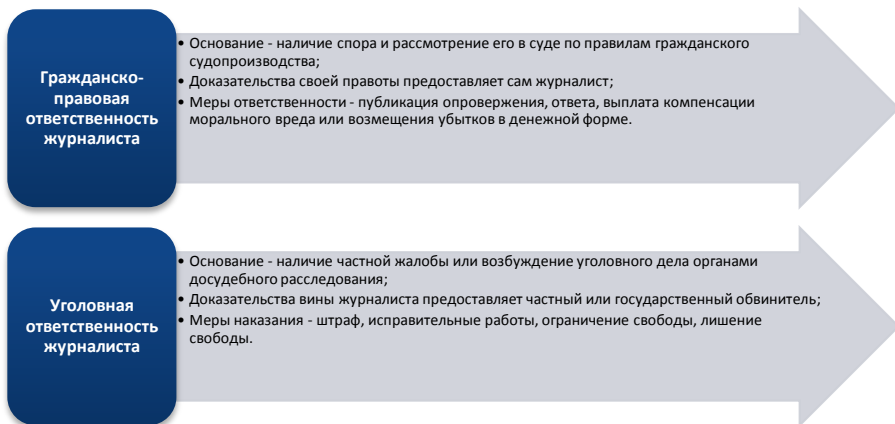 Гражданско-
правовая
ответственность
журналиста
• Основание - наличие спора и рассмотрение его в суде по правилам гражданского
судопроизводства;
• Доказательства своей правоты предоставляет сам журналист;
• Меры ответственности - публикация опровержения, ответа, выплата компенсации
морального вреда или возмещения убытков в денежной форме.
Уголовная
ответственность
журналиста
• Основание - наличие частной жалобы или возбуждение уголовного дела органами
досудебного расследования;
• Доказательства вины журналиста предоставляет частный или государственный обвинитель;
• Меры наказания - штраф, исправительные работы, ограничение свободы, лишение
свободы.